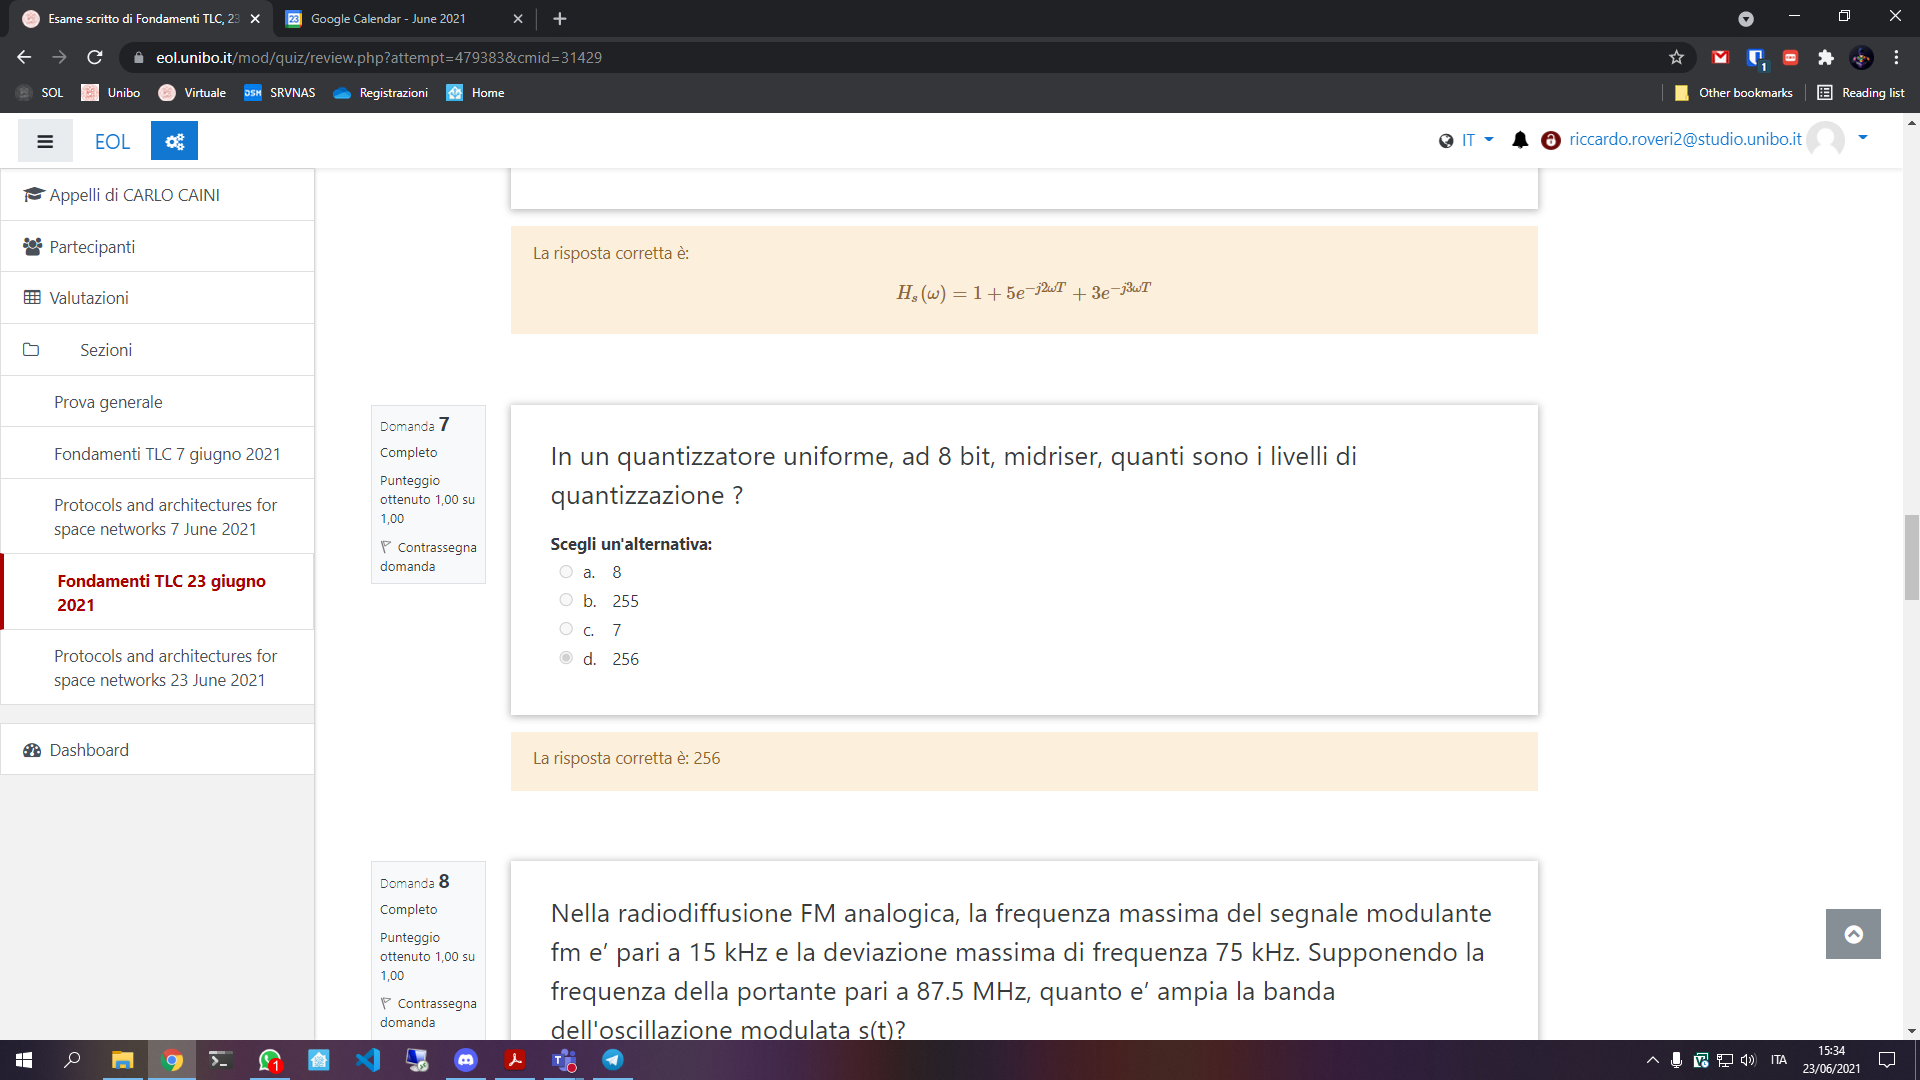 Esame scritto di Fondamenti TLC, 23
Google Calendar - June 2021
eol.unibo.it/mod/quiz/review.php?attempt=479383&cmid=31429
SOL
Unibo
Virtuale
DSM SRVNAS
Registrazioni
Home
Other bookmarks
Reading list
EOL
IT
riccardo.roveri2@studio.unibo.it
Appelli di CARLO CAINI
Partecipanti
Valutazioni
Sezioni
Prova generale
Fondamenti TLC 7 giugno 2021
Protocols and architectures for
space networks 7 June 2021
Fondamenti TLC 23 giugno
2021
Protocols and architectures for
space networks 23 June 2021
Dashboard
La risposta corretta è:
Hs(ω) = 1 + 5e^−j2ωT + 3e^−j3ωT
Domanda 7
Completo
Punteggio
ottenuto 1,00 su
1,00
Contrassegna
domanda
In un quantizzatore uniforme, ad 8 bit, midriser, quanti sono i livelli di
quantizzazione ?
Scegli un'alternativa:
a. 8
b. 255
c. 7
d. 256
La risposta corretta è: 256
Domanda 8
Completo
Punteggio
ottenuto 1,00 su
1,00
Contrassegna
domanda
Nella radiodiffusione FM analogica, la frequenza massima del segnale modulante
fm e’ pari a 15 kHz e la deviazione massima di frequenza 75 kHz. Supponendo la
frequenza della portante pari a 87.5 MHz, quanto e’ ampia la banda
dell'oscillazione modulata s(t)?
ITA
15:34
23/06/2021